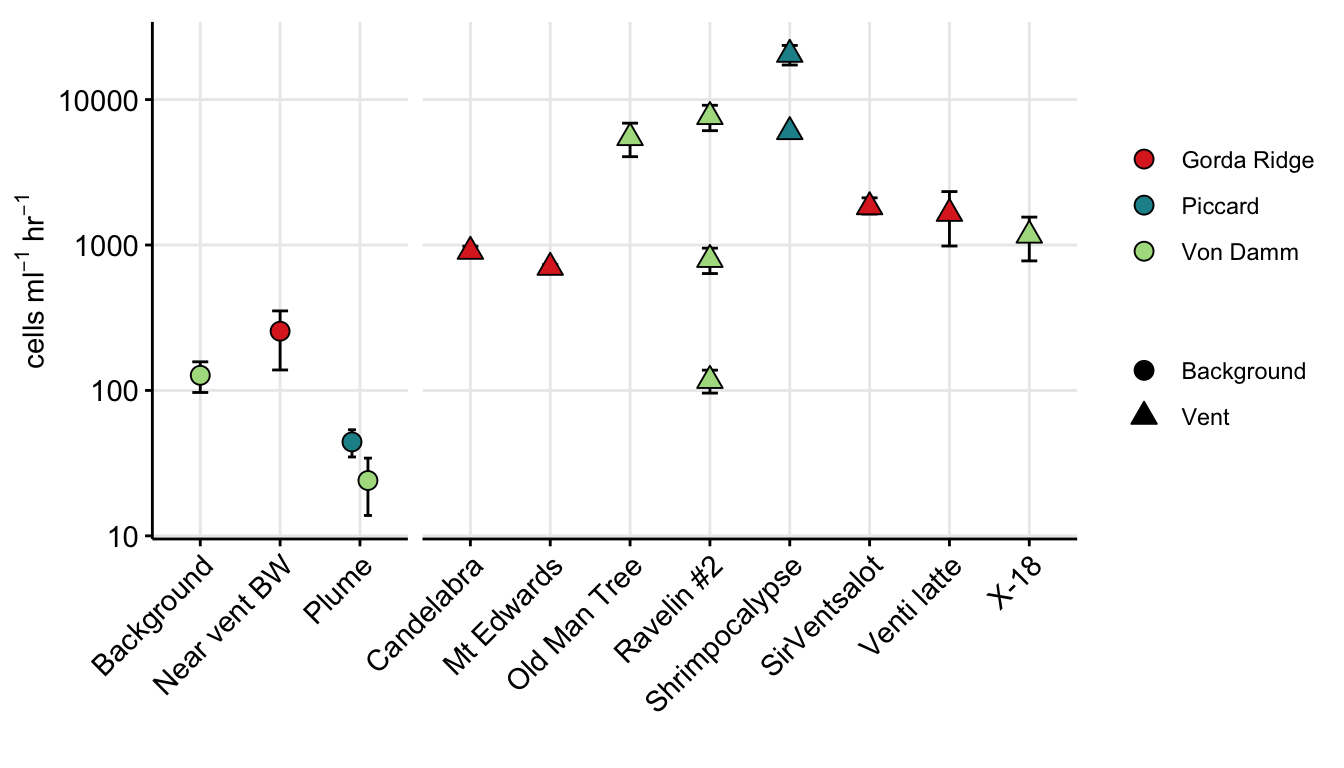 cells ml⁻¹ hr⁻¹
10000
1000
100
10
Background
Near vent BW
Plume
Candelabra
Mt Edwards
Old Man Tree
Ravelin #2
Shrimpocalypse
SirVentsalot
Venti latte
X-18
Gorda Ridge
Piccard
Von Damm
Background
Vent